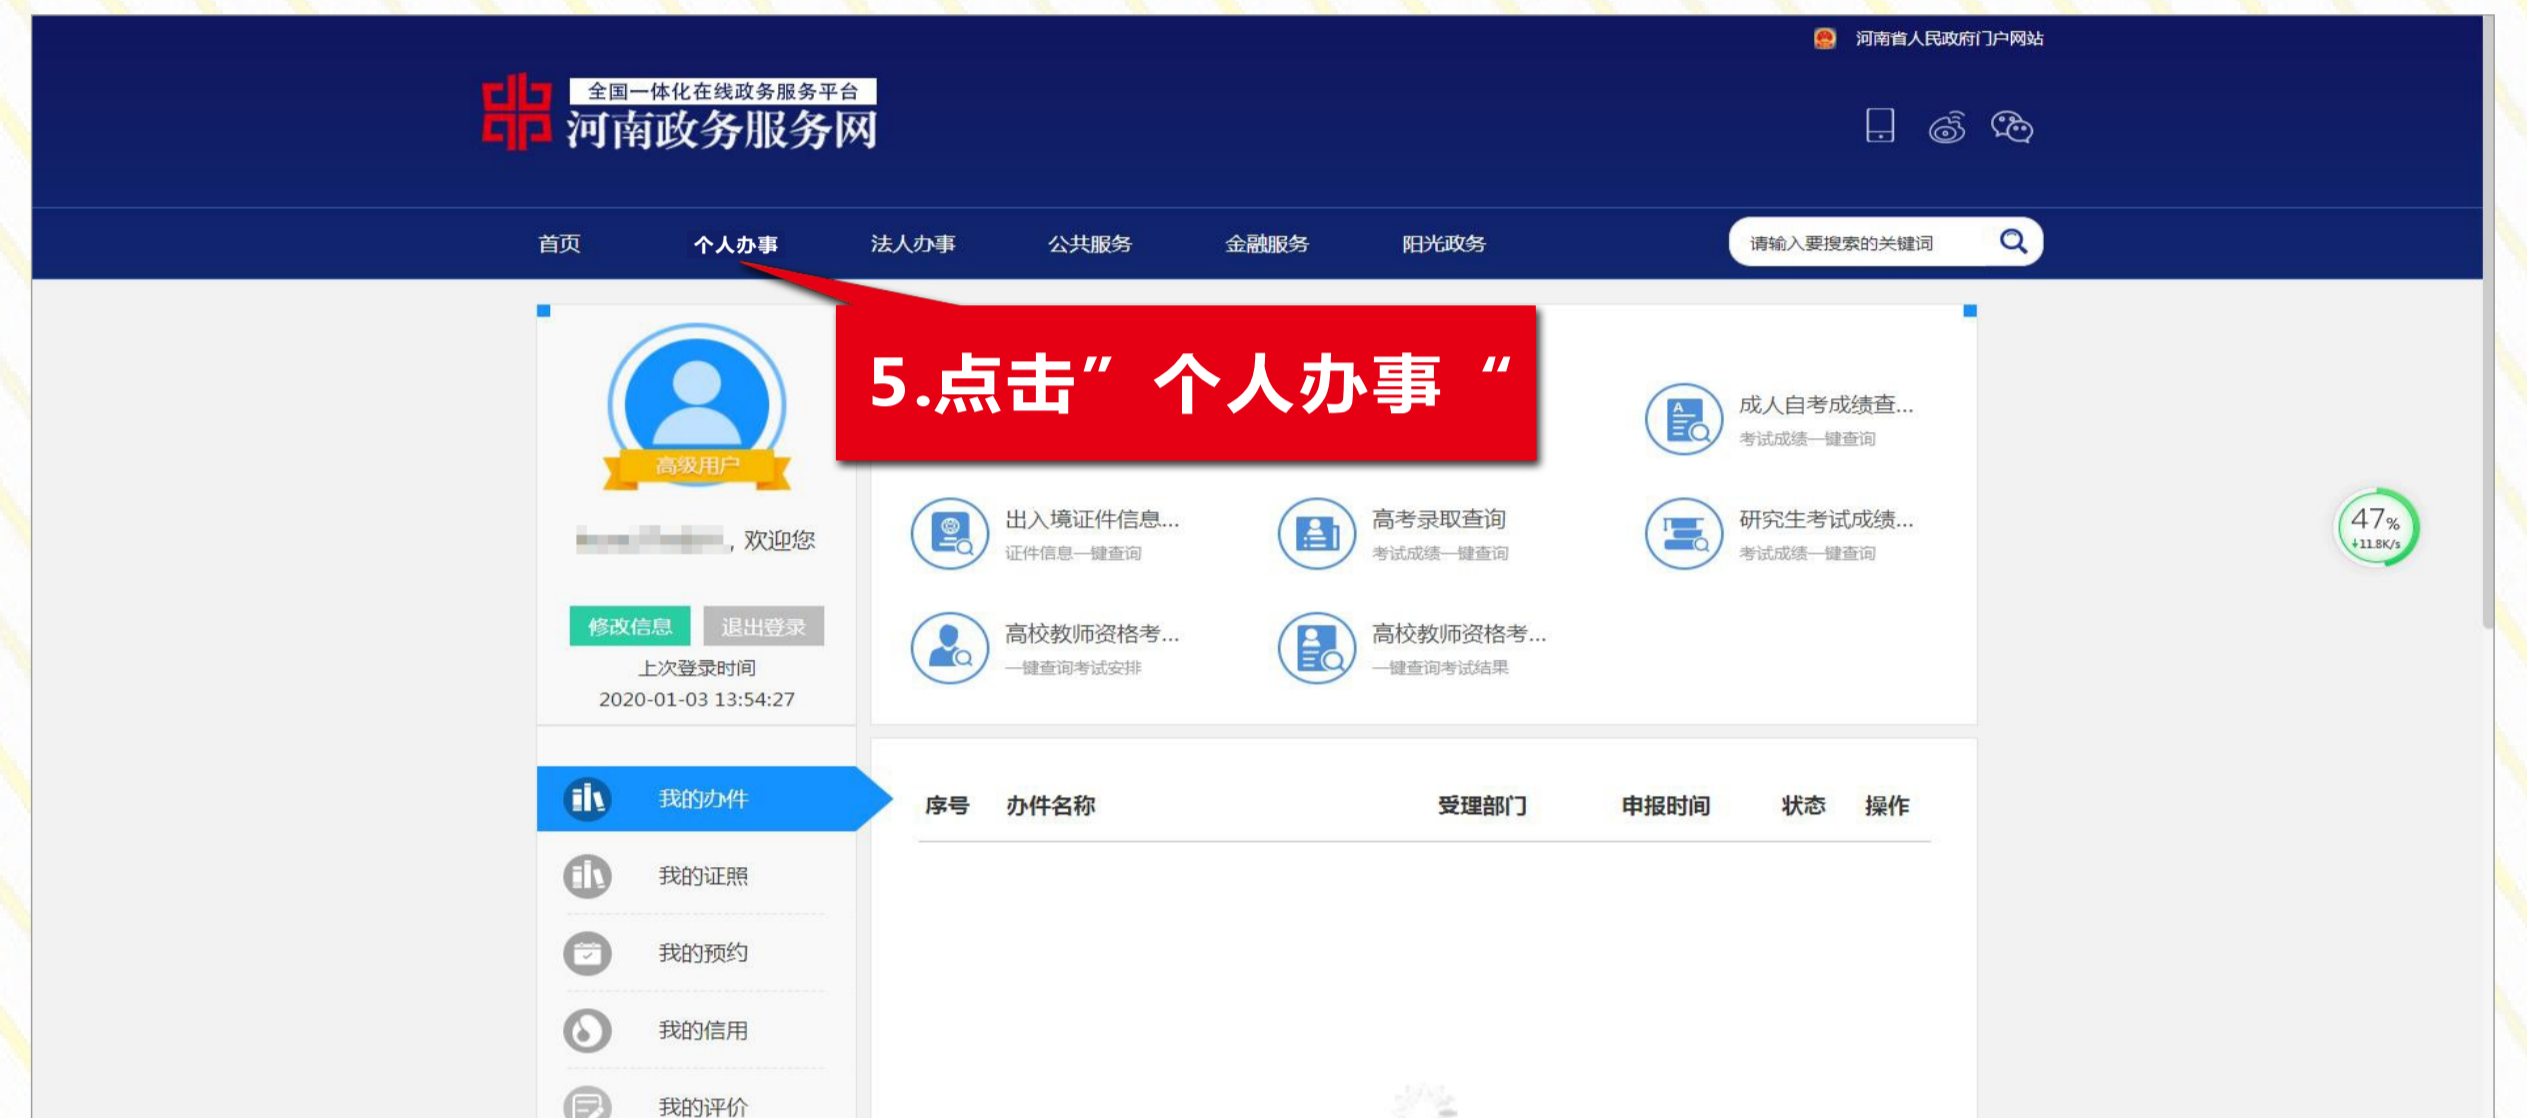 河南省人民政府门户网站
全国一体化在线政务服务平台
河南政务服务网
首页 个人办事 法人办事 公共服务 金融服务 阳光政务 请输入要搜索的关键词
5.点击”个人办事“
高级用户
, 欢迎您
修改信息 退出登录
上次登录时间
2020-01-03 13:54:27
成人自考成绩查...
考试成绩一键查询
出入境证件信息... 高考录取查询 研究生考试成绩...
证件信息一键查询 考试成绩一键查询 考试成绩一键查询
高校教师资格考... 高校教师资格考...
一键查询考试安排 一键查询考试结果
47%
↓11.8K/s
我的办件
我的证照
我的预约
我的信用
我的评价
序号 办件名称 受理部门 申报时间 状态 操作